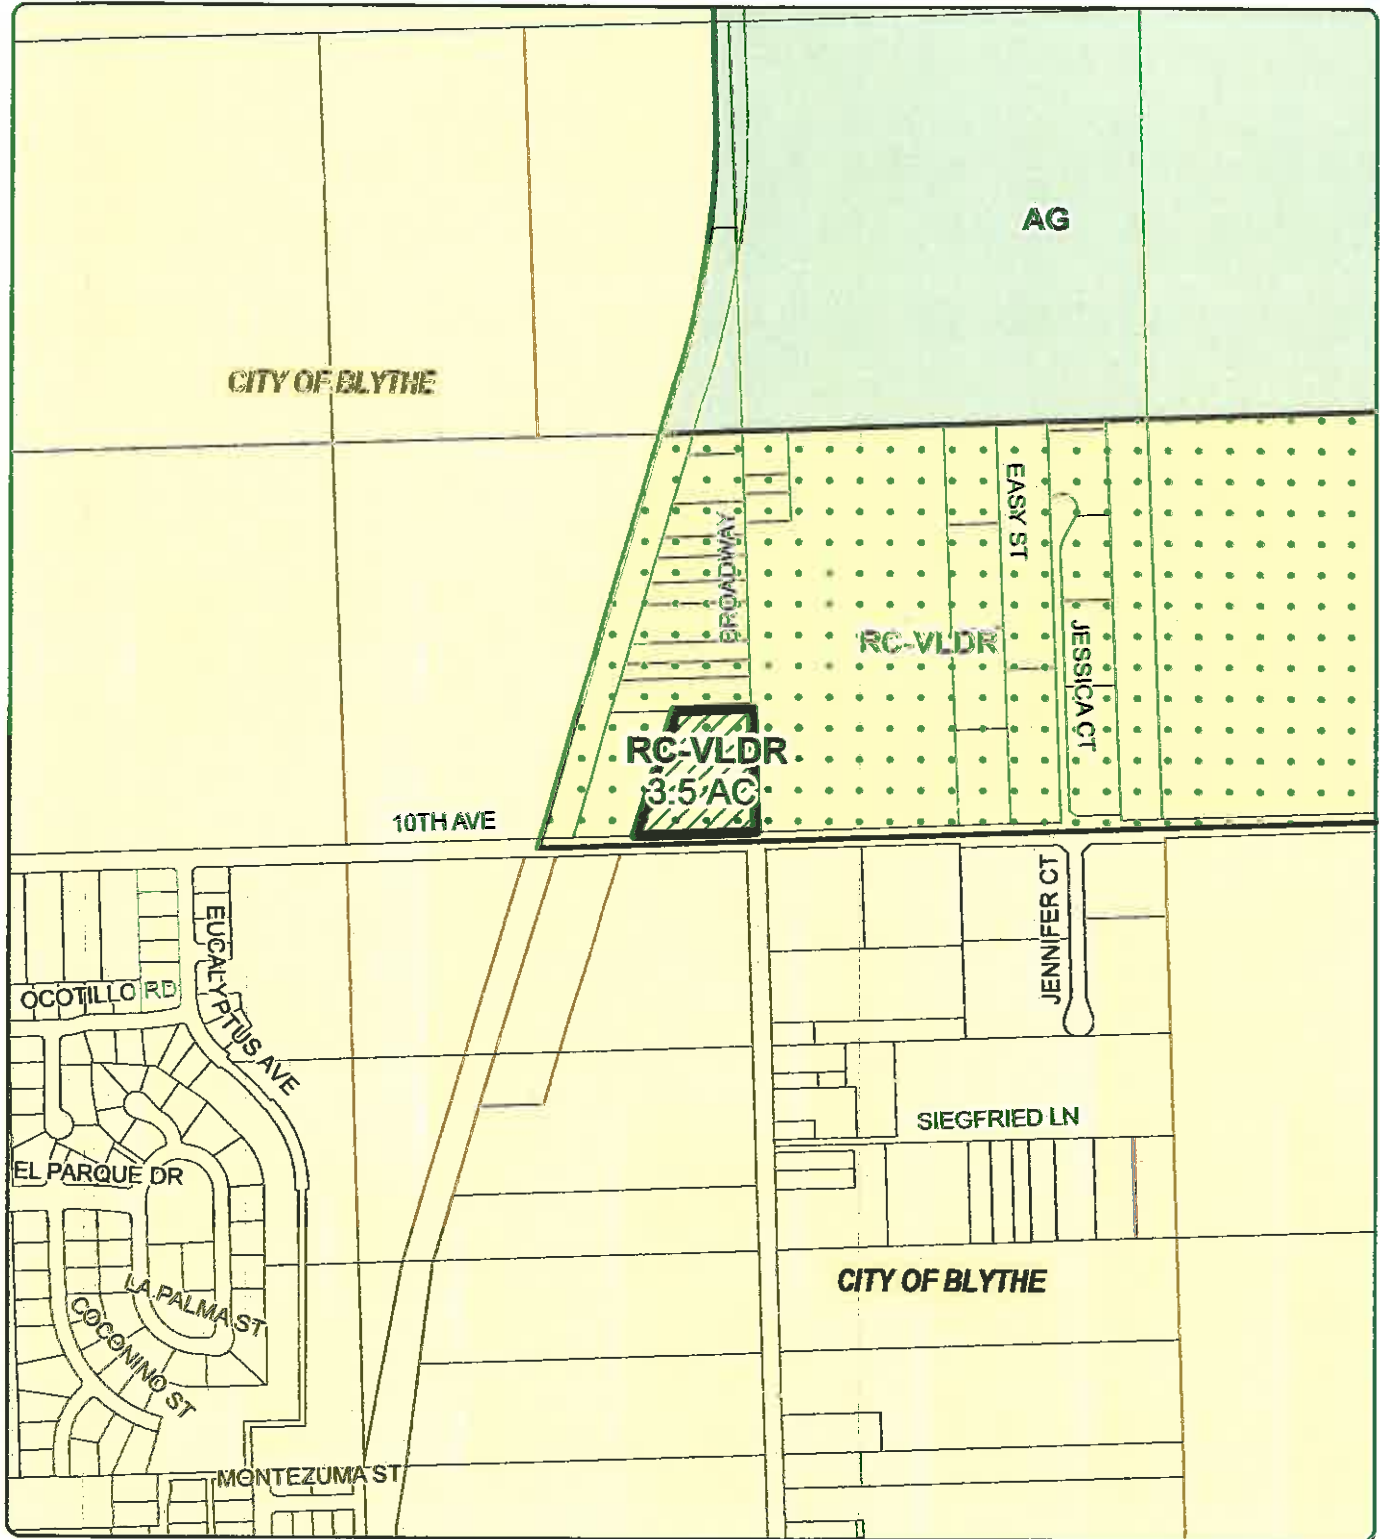 AG
CITY OF BLYTHE
EASY ST
BROADWAY
RC-VLDR
JESSICA CT
RC-VLDR
3.5 AC
10TH AVE
JENNIFER CT
EUCALYPTUS AVE
OCOTILLO RD
SIEGFRIED LN
EL PARQUE DR
CITY OF BLYTHE
LA PALMA ST
COCONINO ST
MONTEZUMA ST